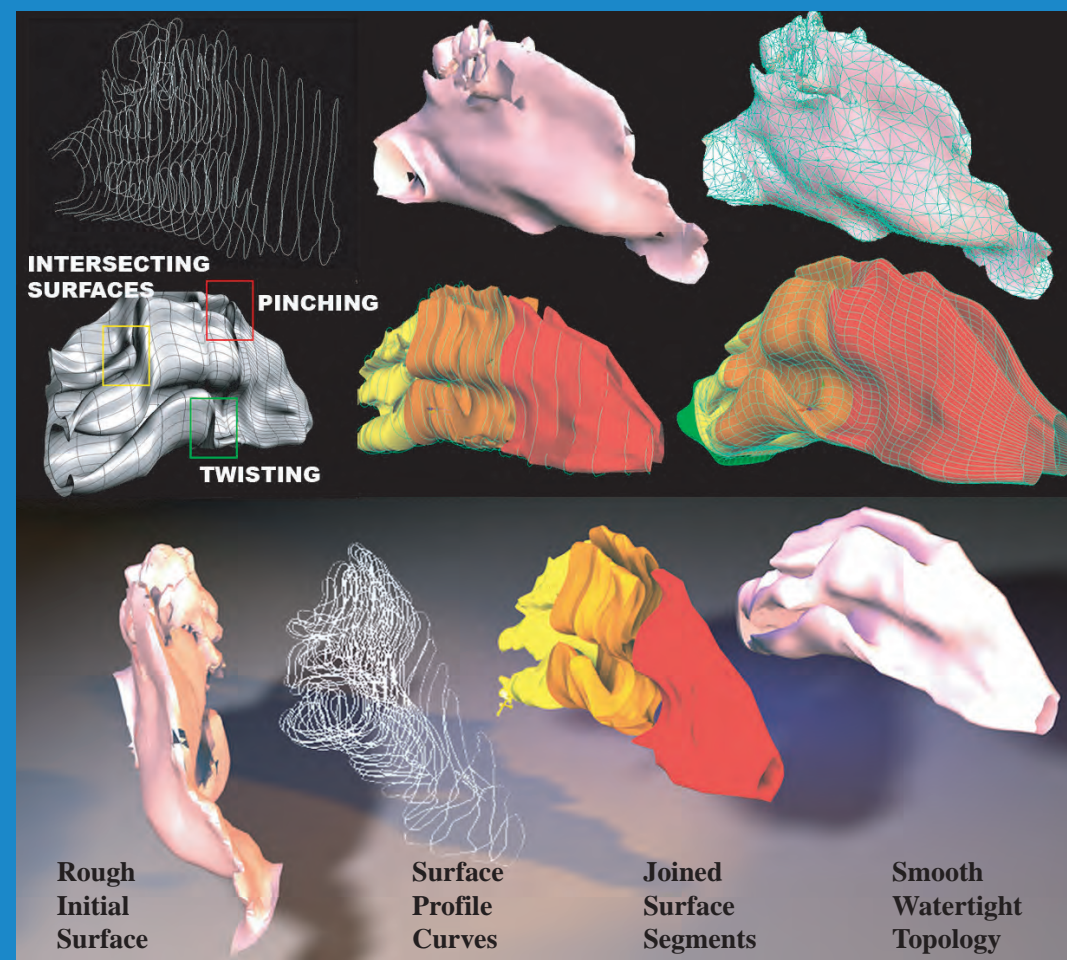 INTERSECTING
SURFACES
PINCHING
TWISTING
Rough
Initial
Surface
Surface
Profile
Curves
Joined
Surface
Segments
Smooth
Watertight
Topology